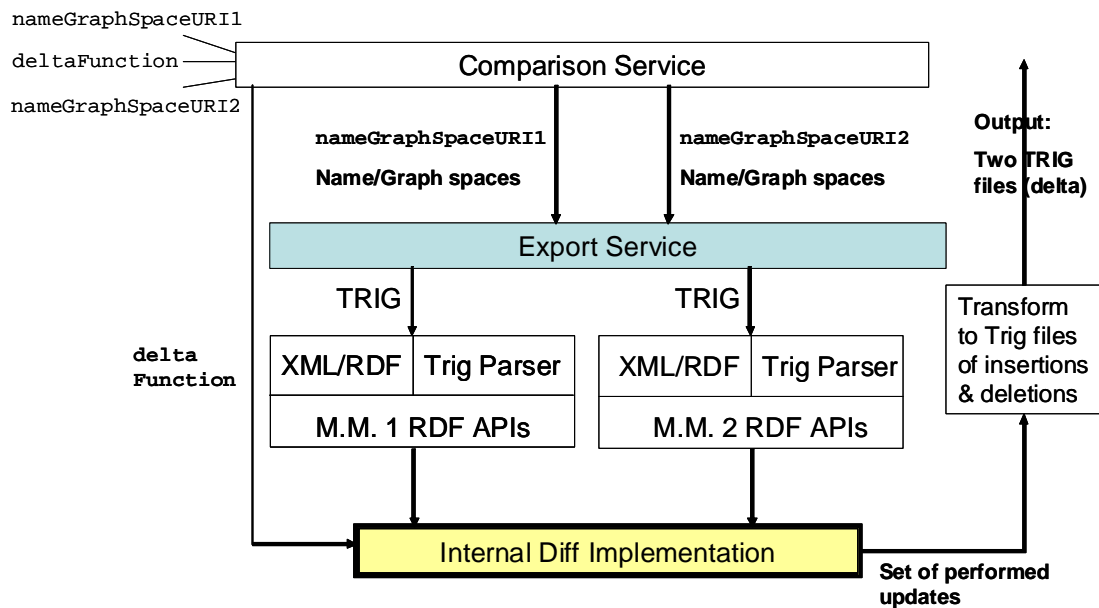 nameGraphSpaceURI1
deltaFunction
nameGraphSpaceURI2
Comparison Service
nameGraphSpaceURI1
Name/Graph spaces
nameGraphSpaceURI2
Name/Graph spaces
Output:
Two TRIG
files (delta)
Export Service
TRIG
TRIG
delta
Function
XML/RDF
Trig Parser
M.M. 1 RDF APIs
XML/RDF
Trig Parser
M.M. 2 RDF APIs
Transform
to Trig files
of insertions
& deletions
Internal Diff Implementation
Set of performed
updates